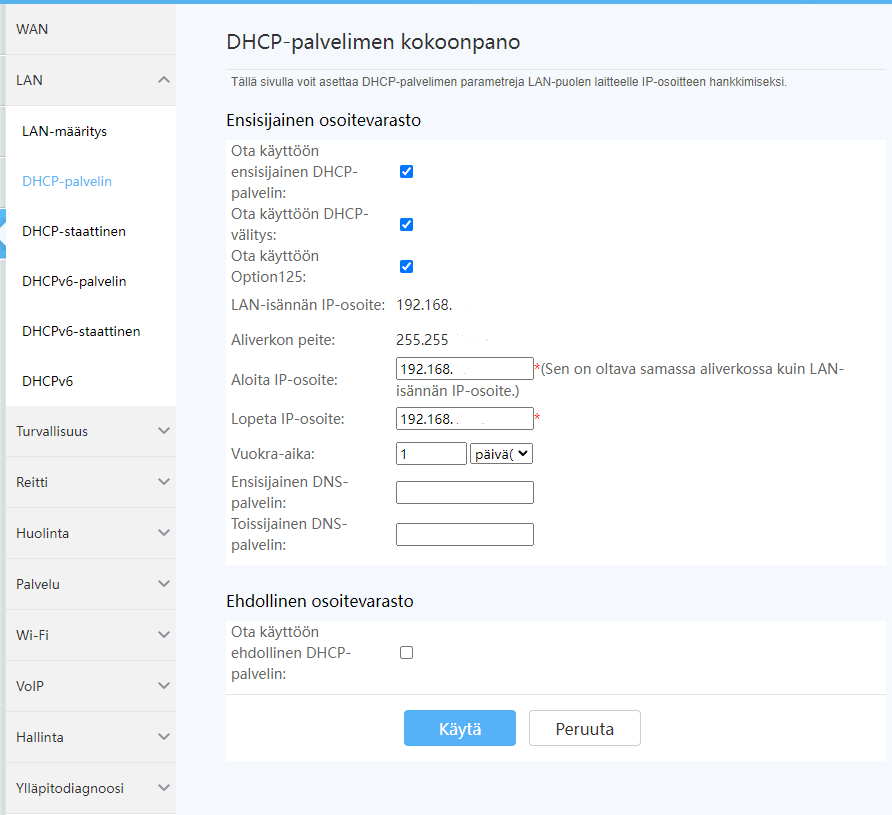 WAN
LAN
LAN-määritys
DHCP-palvelin
DHCP-staattinen
DHCPv6-palvelin
DHCPv6-staattinen
DHCPv6
Turvallisuus
Reitti
Huolinta
Palvelu
Wi-Fi
VoIP
Hallinta
Ylläpitodiagnoosi
DHCP-palvelimen kokoonpano
Tällä sivulla voit asettaa DHCP-palvelimen parametreja LAN-puolen laitteelle IP-osoitteen hankkimiseksi.
Ensisijainen osoitevarasto
Ota käyttöön
ensisijainen DHCP-
palvelin:
Ota käyttöön DHCP-
välitys:
Ota käyttöön
Option125:
LAN-isännän IP-osoite: 192.168.
Aliverkon peite: 255.255
Aloita IP-osoite: 192.168. *(Sen on oltava samassa aliverkossa kuin LAN-
isännän IP-osoite.)
Lopeta IP-osoite: 192.168. *
Vuokra-aika: 1 päivä(
Ensisijainen DNS-
palvelin:
Toissijainen DNS-
palvelin:
Ehdollinen osoitevarasto
Ota käyttöön
ehdollinen DHCP-
palvelin:
Käytä Peruuta